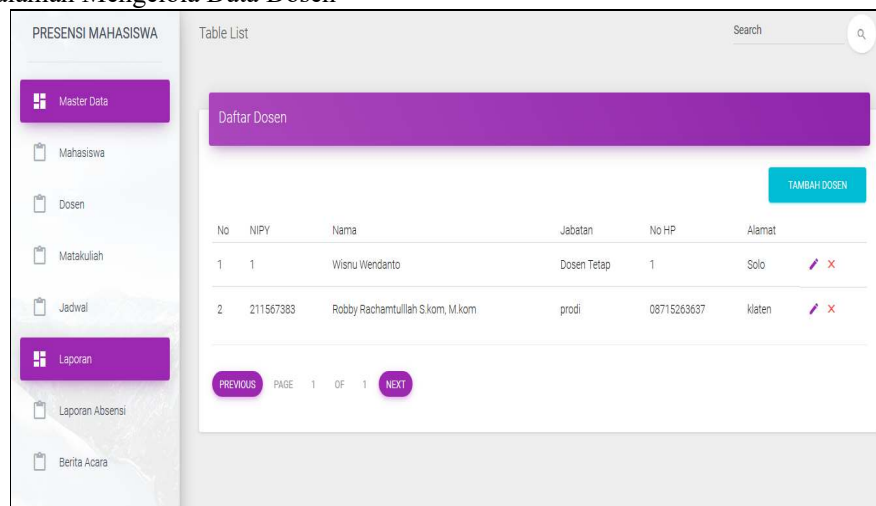 halaman Mengelola Data Dosen
PRESENSI MAHASISWA
Table List
Search
Master Data
Mahasiswa
Dosen
Matakuliah
Jadwal
Laporan
Laporan Absensi
Berita Acara
Daftar Dosen
TAMBAH DOSEN
No NIPY Nama Jabatan No HP Alamat
1 1 Wisnu Wendanto Dosen Tetap 1 Solo
2 211567383 Robby Rachamtulllah S.kom, M.kom prodi 08715263637 klaten
PREVIOUS PAGE 1 OF 1 NEXT